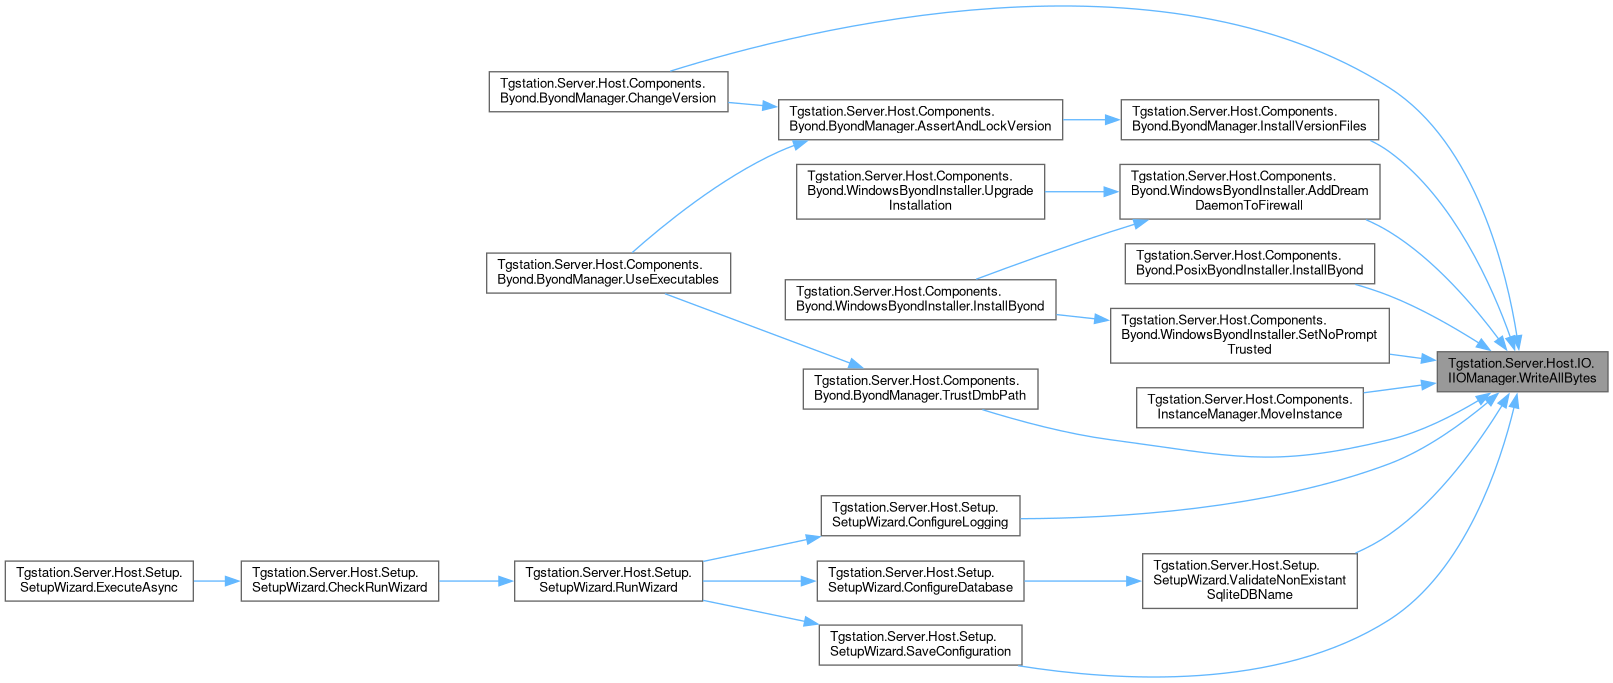 Tgstation.Server.Host.Components.
Byond.ByondManager.ChangeVersion
Tgstation.Server.Host.Components.
Byond.ByondManager.AssertAndLockVersion
Tgstation.Server.Host.Components.
Byond.ByondManager.InstallVersionFiles
Tgstation.Server.Host.Components.
Byond.WindowsByondInstaller.Upgrade
Installation
Tgstation.Server.Host.Components.
Byond.WindowsByondInstaller.AddDream
DaemonToFirewall
Tgstation.Server.Host.Components.
Byond.ByondManager.UseExecutables
Tgstation.Server.Host.Components.
Byond.PosixByondInstaller.InstallByond
Tgstation.Server.Host.Components.
Byond.WindowsByondInstaller.InstallByond
Tgstation.Server.Host.Components.
Byond.WindowsByondInstaller.SetNoPrompt
Trusted
Tgstation.Server.Host.IO.
IIOManager.WriteAllBytes
Tgstation.Server.Host.Components.
Byond.ByondManager.TrustDmbPath
Tgstation.Server.Host.Components.
InstanceManager.MoveInstance
Tgstation.Server.Host.Setup.
SetupWizard.ConfigureLogging
Tgstation.Server.Host.Setup.
SetupWizard.ExecuteAsync
Tgstation.Server.Host.Setup.
SetupWizard.CheckRunWizard
Tgstation.Server.Host.Setup.
SetupWizard.RunWizard
Tgstation.Server.Host.Setup.
SetupWizard.ConfigureDatabase
Tgstation.Server.Host.Setup.
SetupWizard.ValidateNonExistant
SqliteDBName
Tgstation.Server.Host.Setup.
SetupWizard.SaveConfiguration